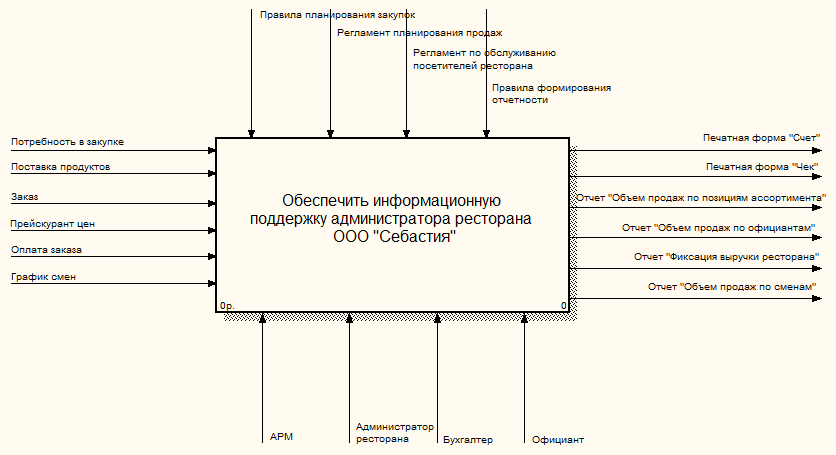 Правила планирования закупок
Регламент планирования продаж
Регламент по обслуживанию
посетителей ресторана
Правила формирования
отчетности
Потребность в закупке
Поставка продуктов
Заказ
Прейскурант цен
Оплата заказа
График смен
Обеспечить информационную
поддержку администратора ресторана
ООО "Себастия"
0р.
0
Печатная форма "Счет"
Печатная форма "Чек"
Отчет "Объем продаж по позициям ассортимента"
Отчет "Объем продаж по официантам"
Отчет "Фиксация выручки ресторана"
Отчет "Объем продаж по сменам"
АРМ
Администратор
ресторана
Бухгалтер
Официант